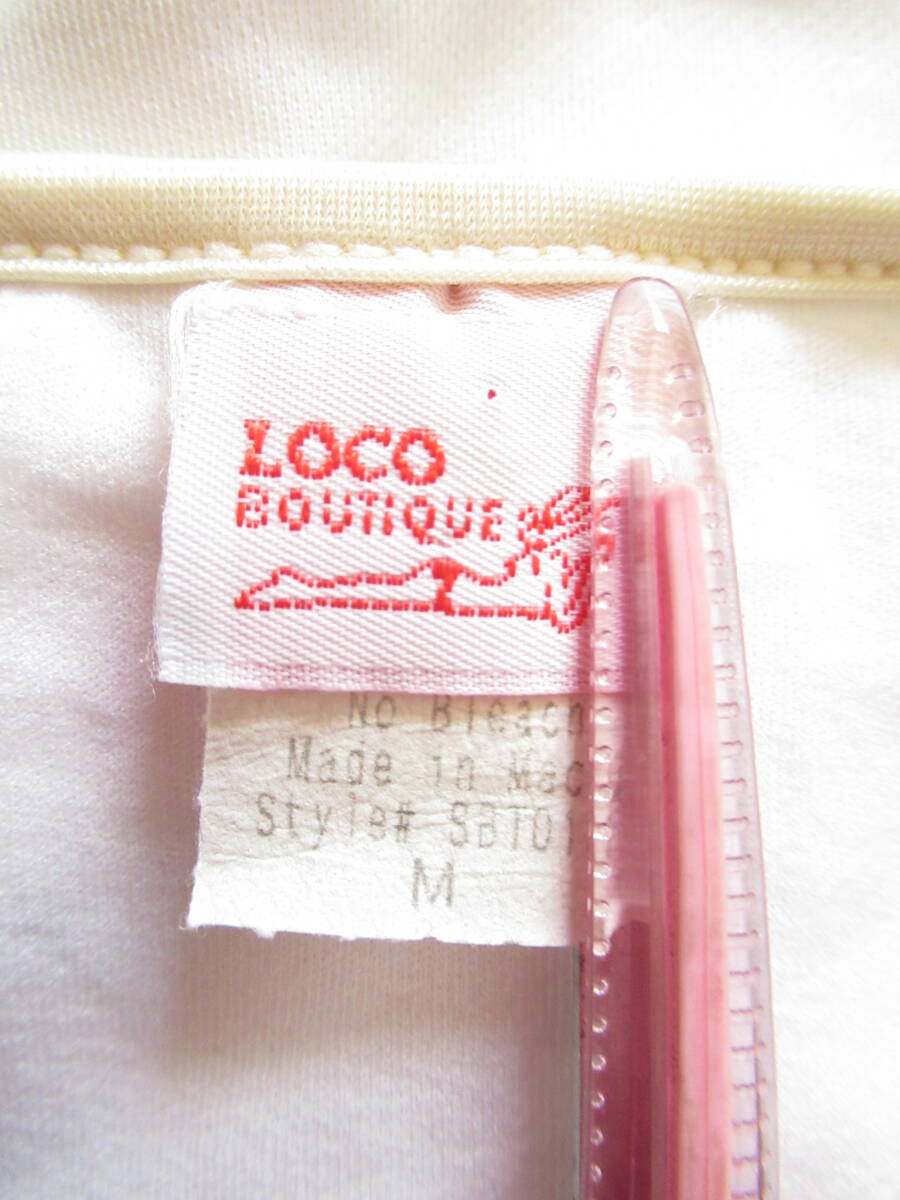 LOCO
BOUTIQUE
No Bleach
Made in Mac
Style# SBT01
M